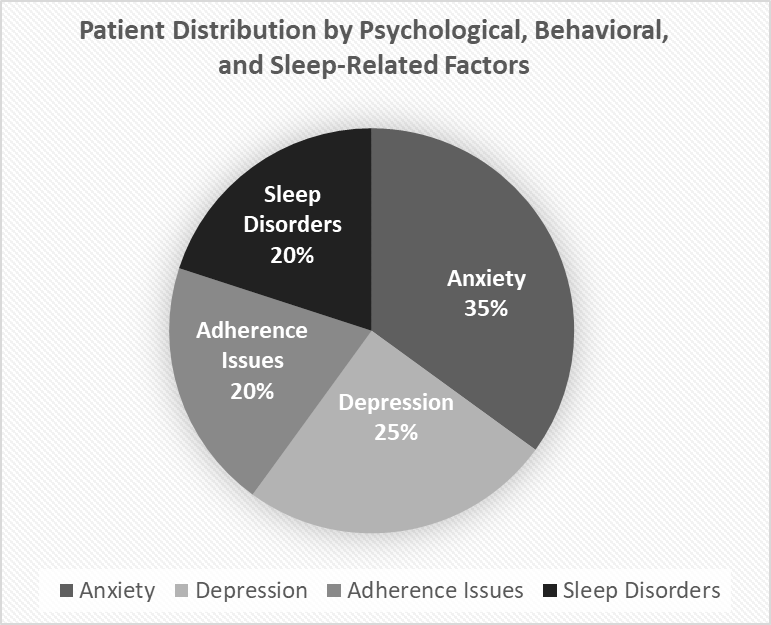 Patient Distribution by Psychological, Behavioral,
and Sleep-Related Factors
Sleep
Disorders
20%
Anxiety
35%
Adherence
Issues
20%
Depression
25%
Anxiety Depression Adherence Issues Sleep Disorders